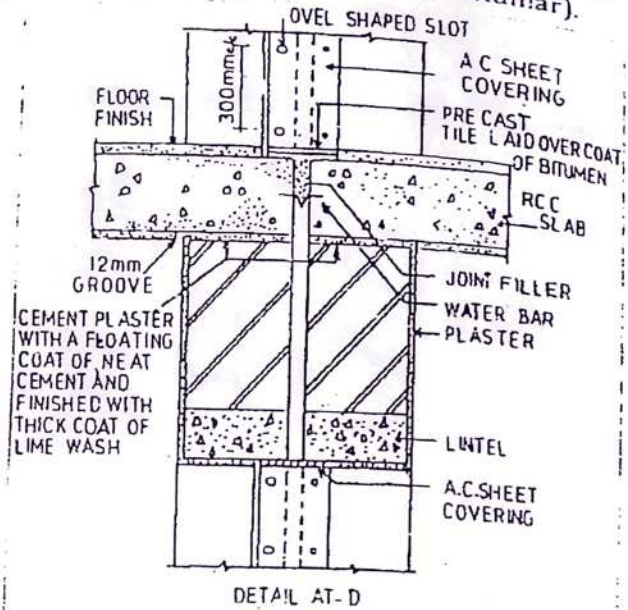 OVEL SHAPED SLOT
A C SHEET
COVERING
300mm
FLOOR
FINISH
PRE CAST
TILE LAID OVER COAT
OF BITUMEN
RCC
SLAB
12mm
GROOVE
JOINT FILLER
WATER BAR
PLASTER
CEMENT PLASTER
WITH A FLOATING
COAT OF NEAT
CEMENT AND
FINISHED WITH
THICK COAT OF
LIME WASH
LINTEL
A.C.SHEET
COVERING
DETAIL AT-D